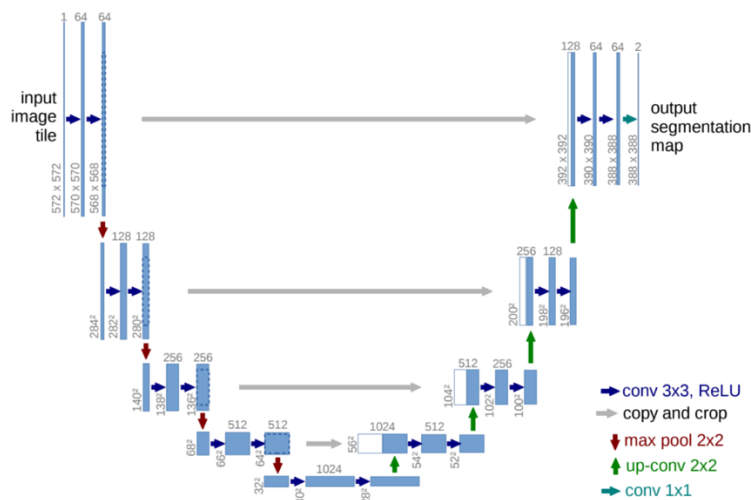 1 64 64
128 64 64 2
input
image
tile
output
segmentation
map
572 x 572
570 x 570
568 x 568
392 x 392
390 x 390
388 x 388
388 x 388
128 128
256 128
284²
282²
280²
200²
198²
196²
256 256
512 256
140²
138²
136²
104²
102²
100²
512 512
1024 512
68²
66²
64²
56²
54²
52²
1024
32²
conv 3x3, ReLU
copy and crop
max pool 2x2
up-conv 2x2
conv 1x1